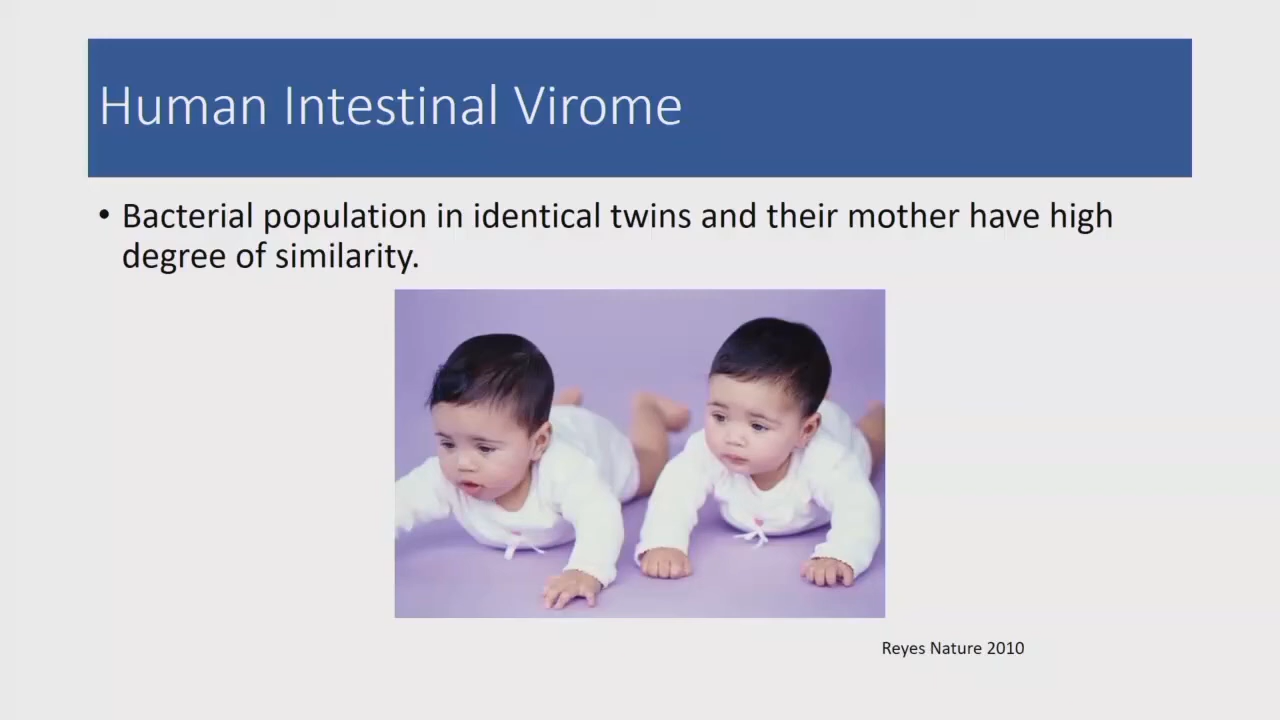 Human Intestinal Virome
• Bacterial population in identical twins and their mother have high
degree of similarity.
Reyes Nature 2010